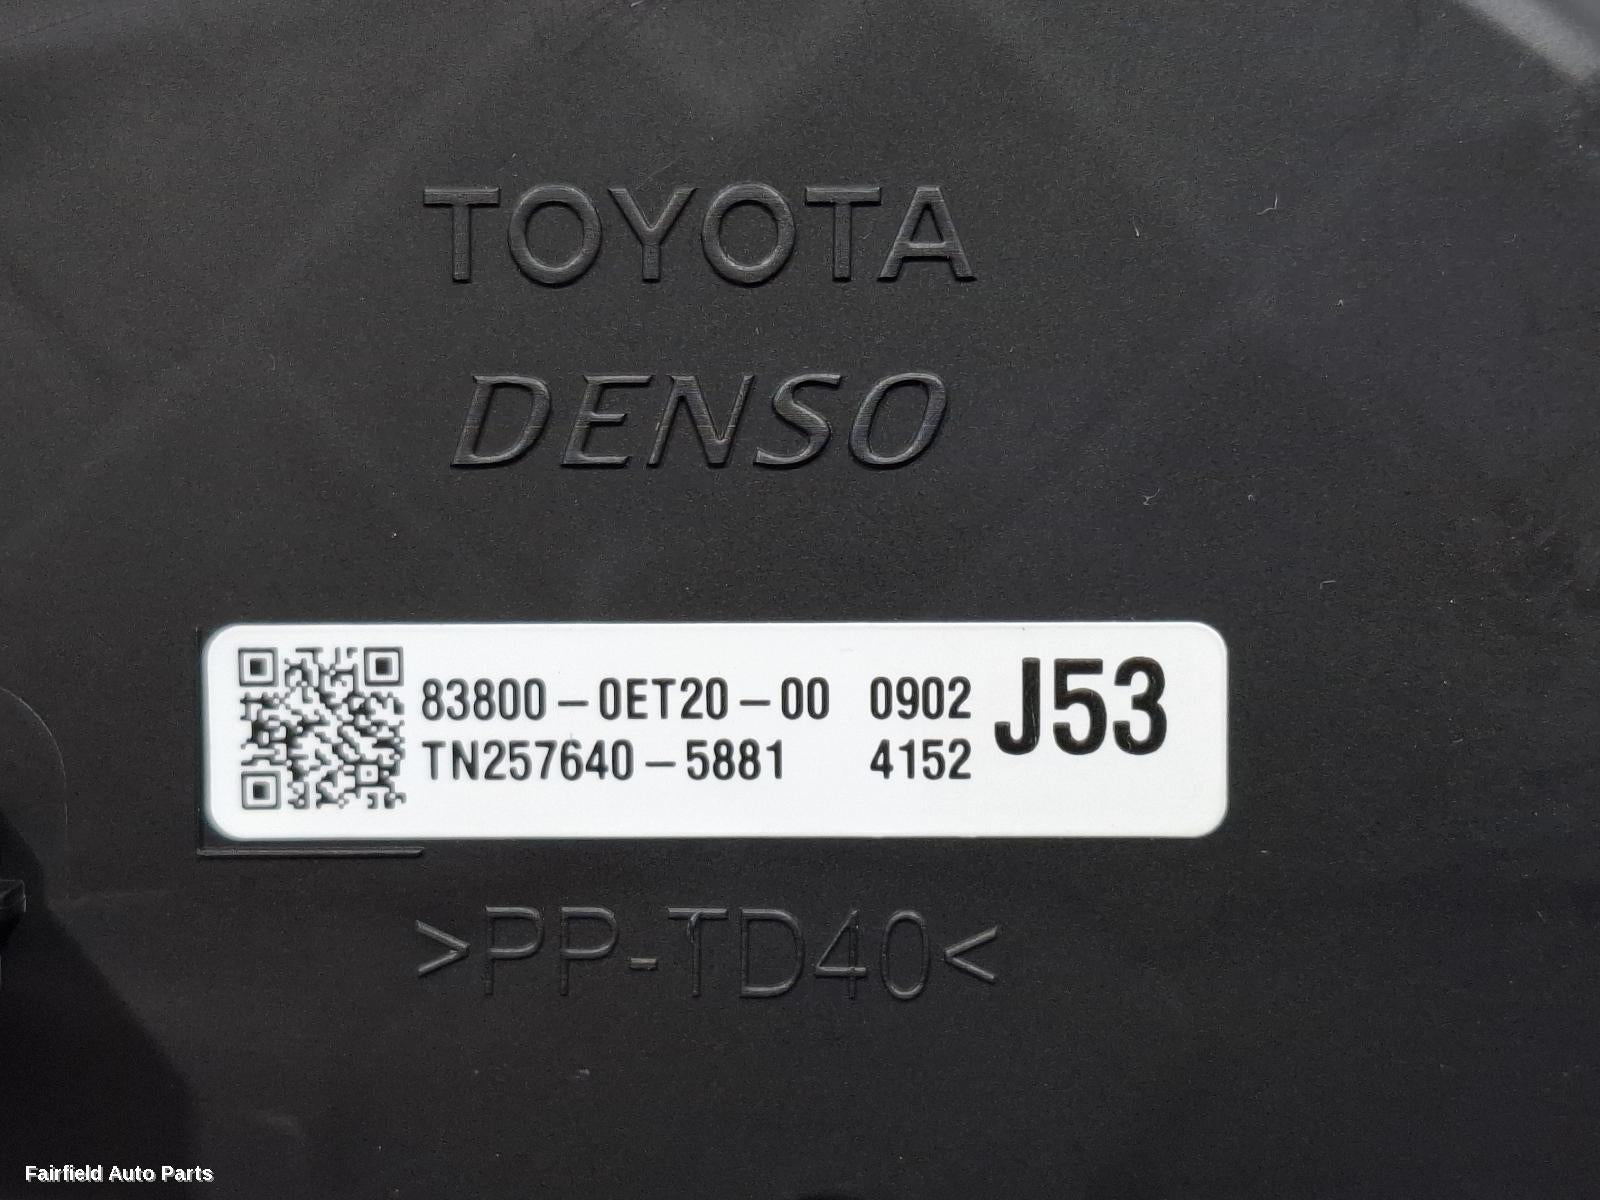 TOYOTA
DENSO
83800-0ET20-00 0902 J53
TN257640-5881 4152
>PP-TD40<
Fairfield Auto Parts